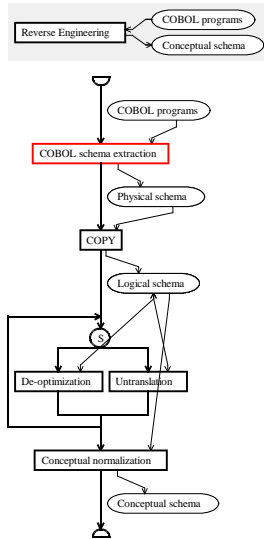 COBOL programs
Reverse Engineering
Conceptual schema
COBOL programs
COBOL schema extraction
Physical schema
COPY
Logical schema
S
De-optimization Untranslation
Conceptual normalization
Conceptual schema